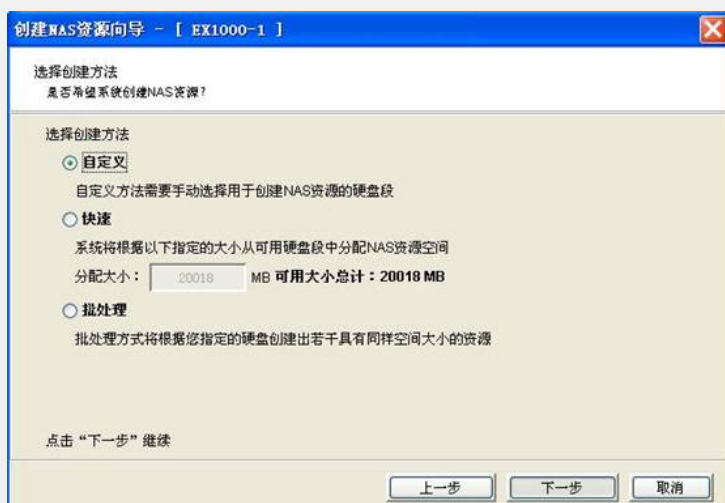 创建NAS资源向导 - [ EX1000-1 ]
选择创建方法
是否希望系统创建NAS资源?
选择创建方法
自定义
自定义方法需要手动选择用于创建NAS资源的硬盘段
快速
系统将根据以下指定的大小从可用硬盘段中分配NAS资源空间
分配大小： 20018 MB 可用大小总计：20018 MB
批处理
批处理方式将根据您指定的硬盘创建出若干具有同样空间大小的资源
点击“下一步”继续
上一步 下一步 取消